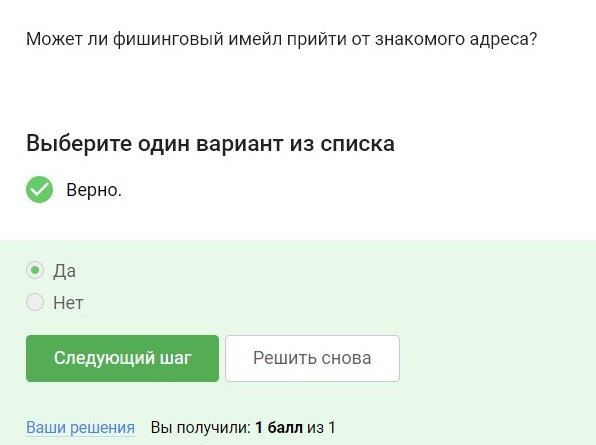 Может ли фишинговый имейл прийти от знакомого адреса?
Выберите один вариант из списка
Верно.
Да
Нет
Следующий шаг Решить снова
Ваши решения Вы получили: 1 балл из 1